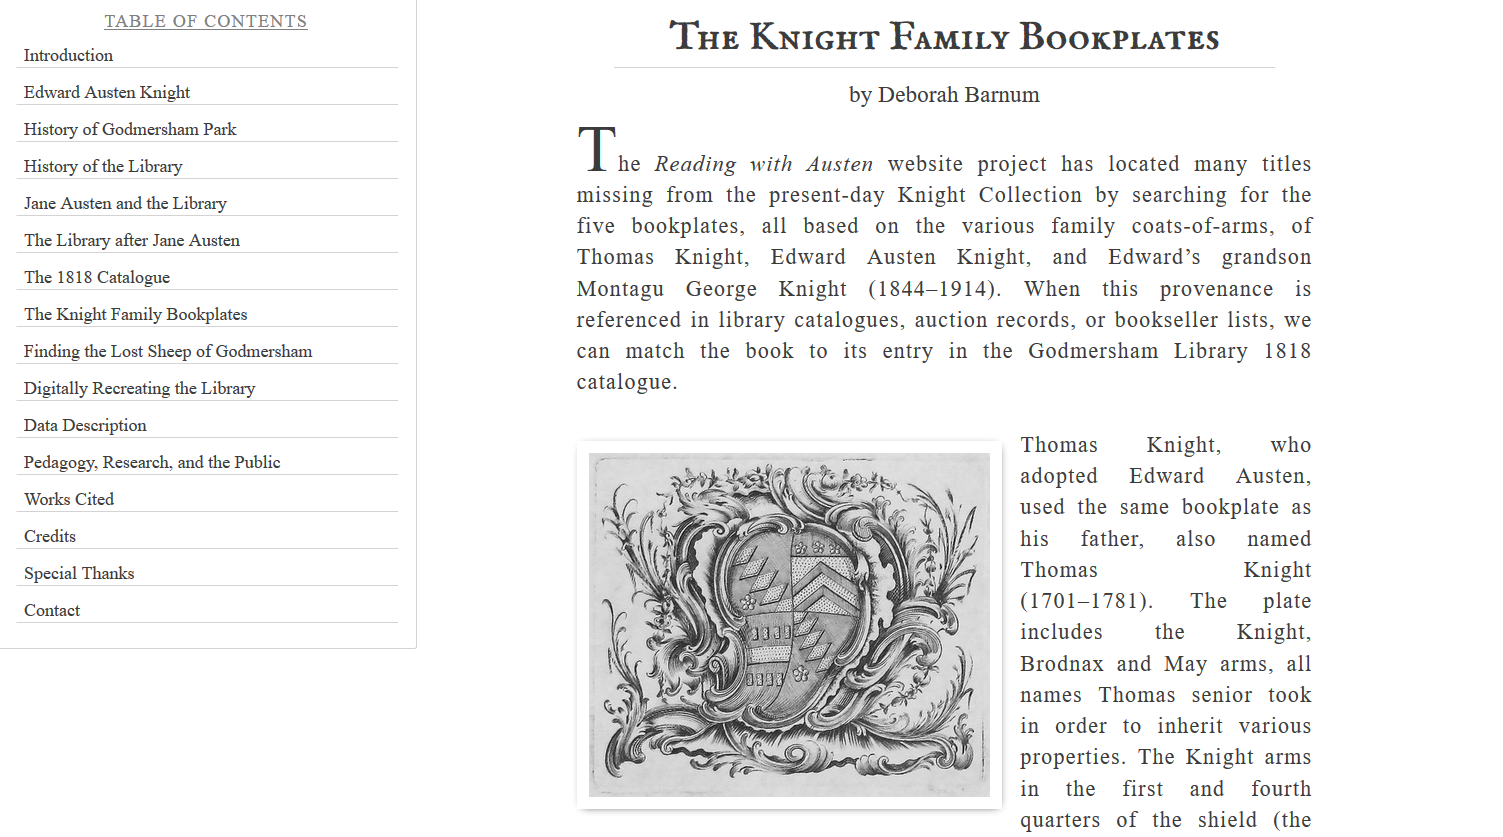 TABLE OF CONTENTS
Introduction
Edward Austen Knight
History of Godmersham Park
History of the Library
Jane Austen and the Library
The Library after Jane Austen
The 1818 Catalogue
The Knight Family Bookplates
Finding the Lost Sheep of Godmersham
Digitally Recreating the Library
Data Description
Pedagogy, Research, and the Public
Works Cited
Credits
Special Thanks
Contact
The Knight Family Bookplates
by Deborah Barnum
The Reading with Austen website project has located many titles
missing from the present-day Knight Collection by searching for the
five bookplates, all based on the various family coats-of-arms, of
Thomas Knight, Edward Austen Knight, and Edward’s grandson
Montagu George Knight (1844–1914). When this provenance is
referenced in library catalogues, auction records, or bookseller lists, we
can match the book to its entry in the Godmersham Library 1818
catalogue.
Thomas Knight, who
adopted Edward Austen,
used the same bookplate as
his father, also named
Thomas Knight
(1701–1781). The plate
includes the Knight,
Brodnax and May arms, all
names Thomas senior took
in order to inherit various
properties. The Knight arms
in the first and fourth
quarters of the shield (the